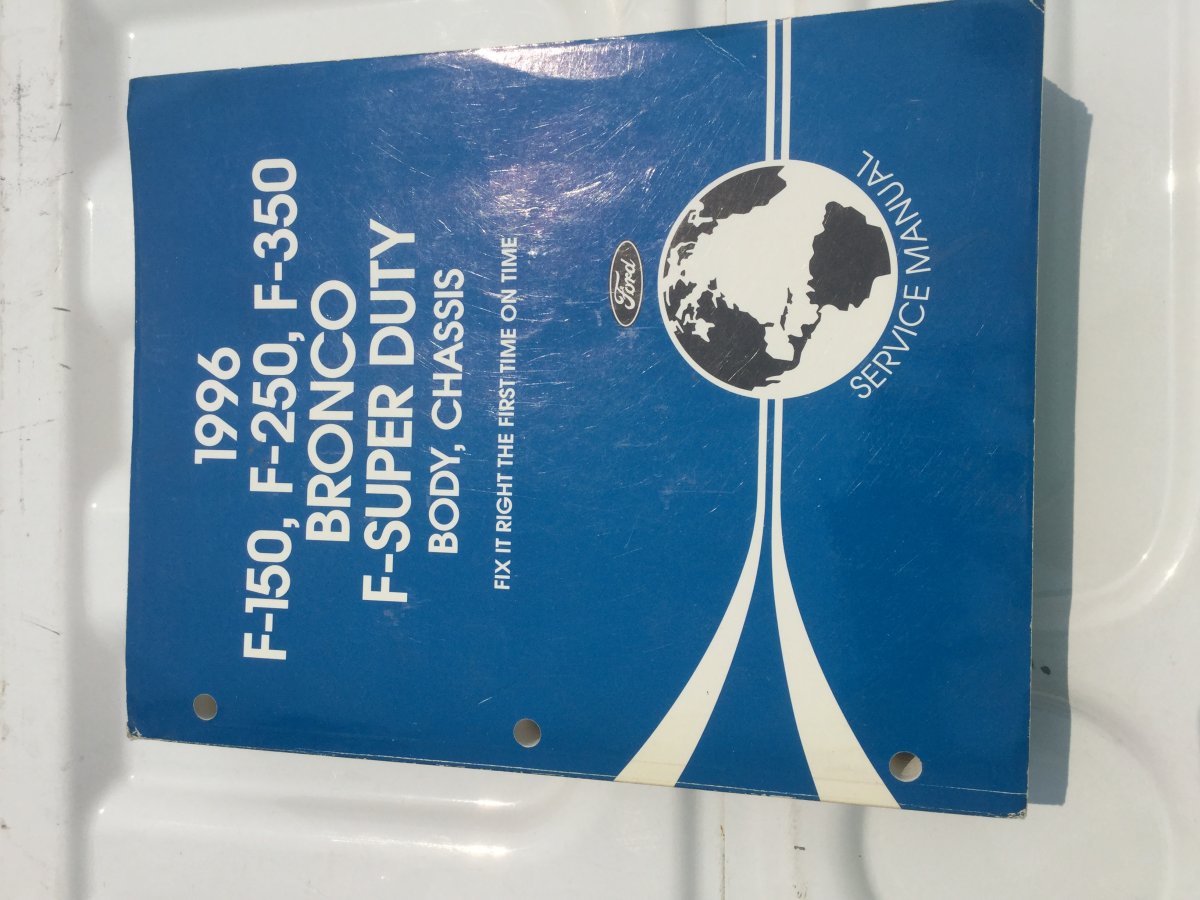 1996
F-150, F-250, F-350
BRONCO
F-SUPER DUTY
BODY, CHASSIS
FIX IT RIGHT THE FIRST TIME ON TIME
Ford
SERVICE MANUAL